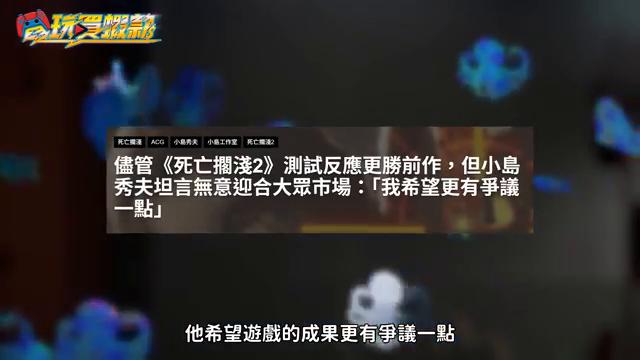 玩買蝦款
死亡擱淺 ACG 小島秀夫 小島工作室 死亡擱淺2
儘管《死亡擱淺2》測試反應更勝前作，但小島
秀夫坦言無意迎合大眾市場：「我希望更有爭議
一點」
他希望遊戲的成果更有爭議一點